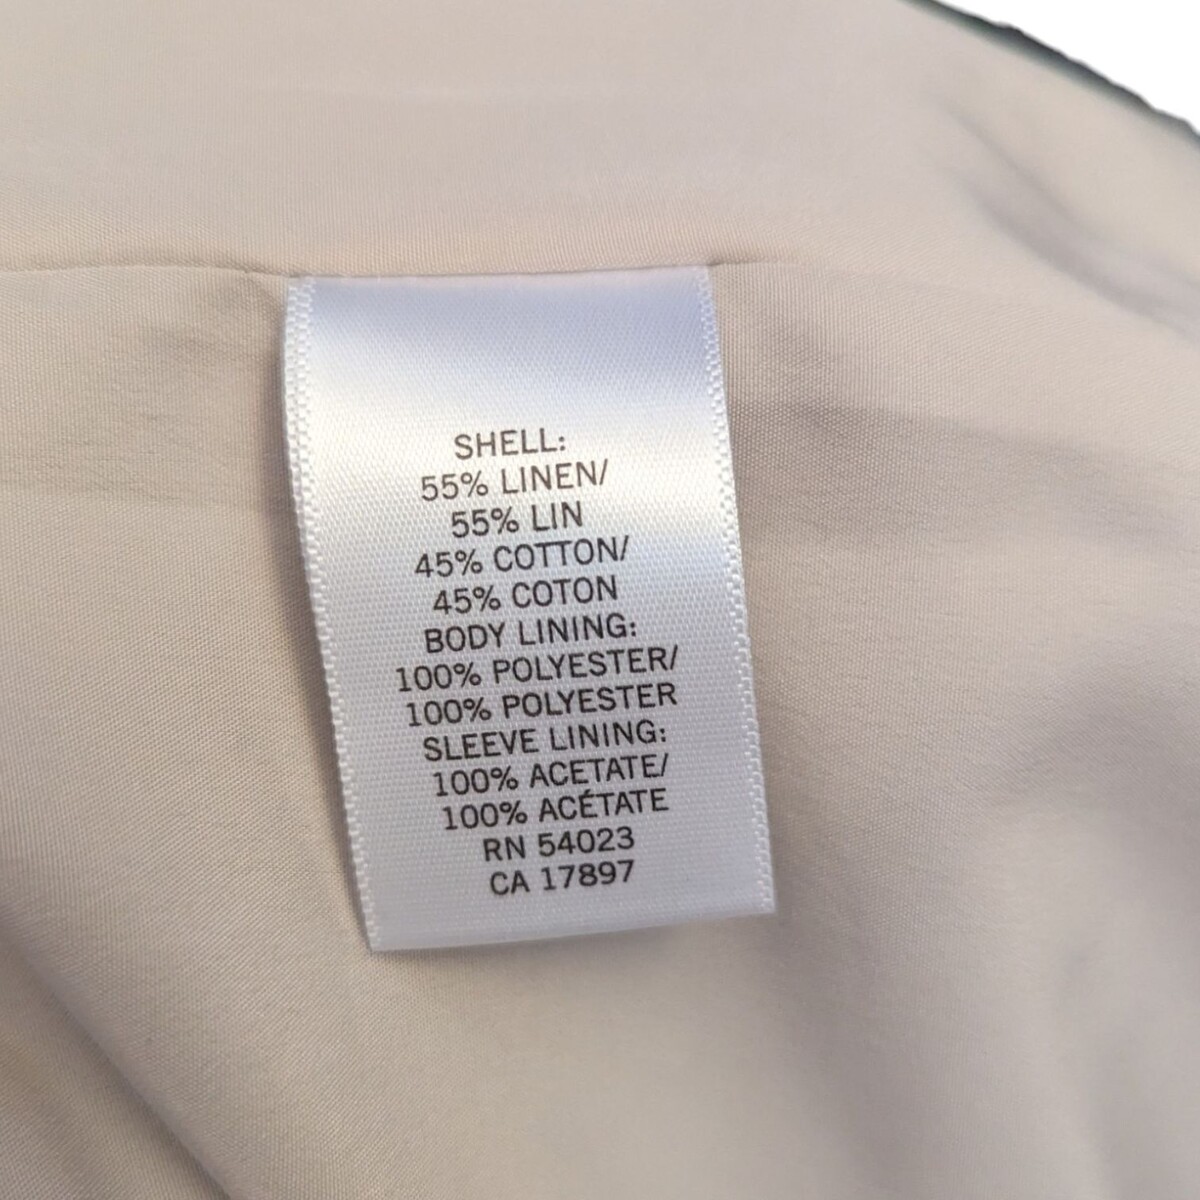 SHELL:
55% LINEN/
55% LIN
45% COTTON/
45% COTON
BODY LINING:
100% POLYESTER/
100% POLYESTER
SLEEVE LINING:
100% ACETATE/
100% ACÉTATE
RN 54023
CA 17897